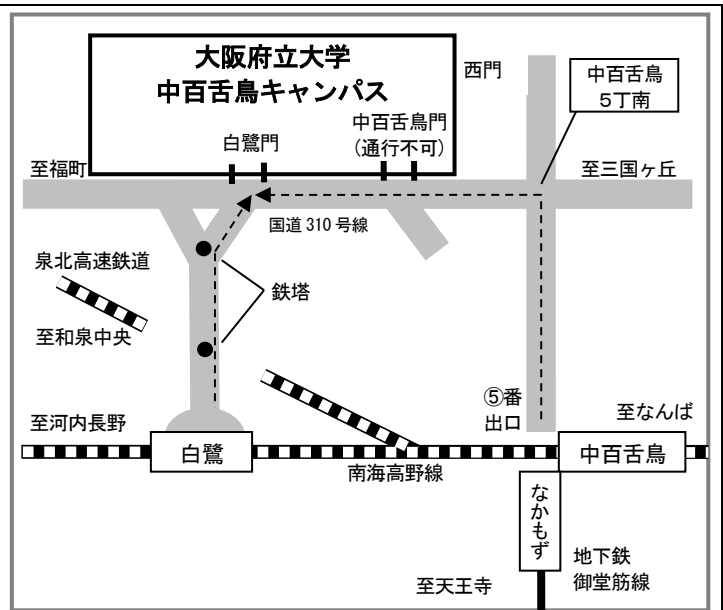 大阪府立大学
中百舌鳥キャンパス
西門
中百舌鳥
５丁南
白鷺門
中百舌鳥門
（通行不可）
至福町
至三国ヶ丘
国道 310 号線
泉北高速鉄道
鉄塔
至和泉中央
⑤番
出口
至河内長野
至なんば
白鷺
南海高野線
中百舌鳥
なかもず
地下鉄
御堂筋線
至天王寺